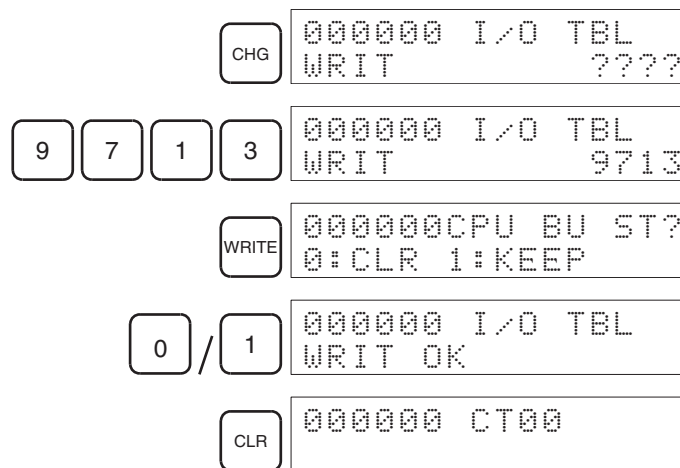 CHG
000000 I/O TBL
WRIT ????
9 7 1 3
000000 I/O TBL
WRIT 9713
WRITE
000000CPU BU ST?
0:CLR 1:KEEP
0 / 1
000000 I/O TBL
WRIT OK
CLR
000000 CT00